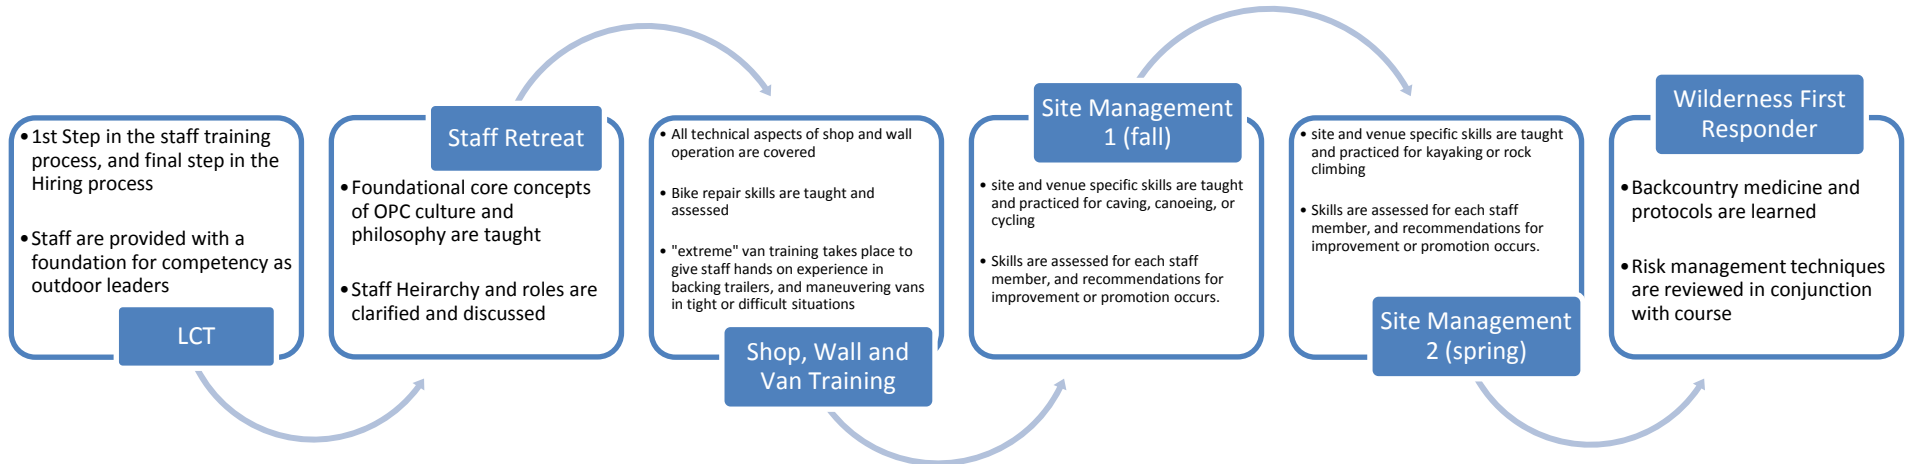 •1st Step in the staff training
process, and final step in the
Hiring process
•Staff are provided with a
foundation for competency as
outdoor leaders
LCT
Staff Retreat
•Foundational core concepts
of OPC culture and
philosophy are taught
•Staff Heirarchy and roles are
clarified and discussed
• All technical aspects of shop and wall
operation are covered
• Bike repair skills are taught and
assessed
• "extreme" van training takes place to
give staff hands on experience in
backing trailers, and maneuvering vans
in tight or difficult situations
Shop, Wall and
Van Training
Site Management
1 (fall)
• site and venue specific skills are taught
and practiced for caving, canoeing, or
cycling
• Skills are assessed for each staff
member, and recommendations for
improvement or promotion occurs.
• site and venue specific skills are taught
and practiced for kayaking or rock
climbing
• Skills are assessed for each staff
member, and recommendations for
improvement or promotion occurs.
Site Management
2 (spring)
Wilderness First
Responder
•Backcountry medicine and
protocols are learned
•Risk management techniques
are reviewed in conjunction
with course